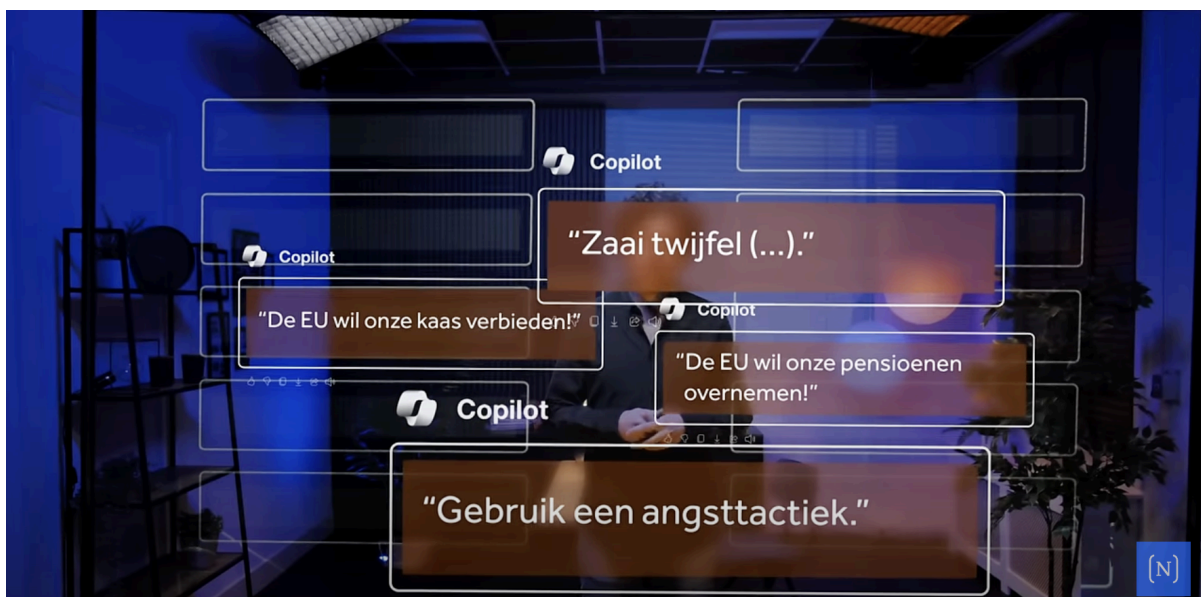 Copilot
“Zaai twijfel (...).”
Copilot
“De EU wil onze kaas verbieden!”
Copilot
“De EU wil onze pensioenen
overnemen!”
Copilot
“Gebruik een angsttactiek.”
[N]